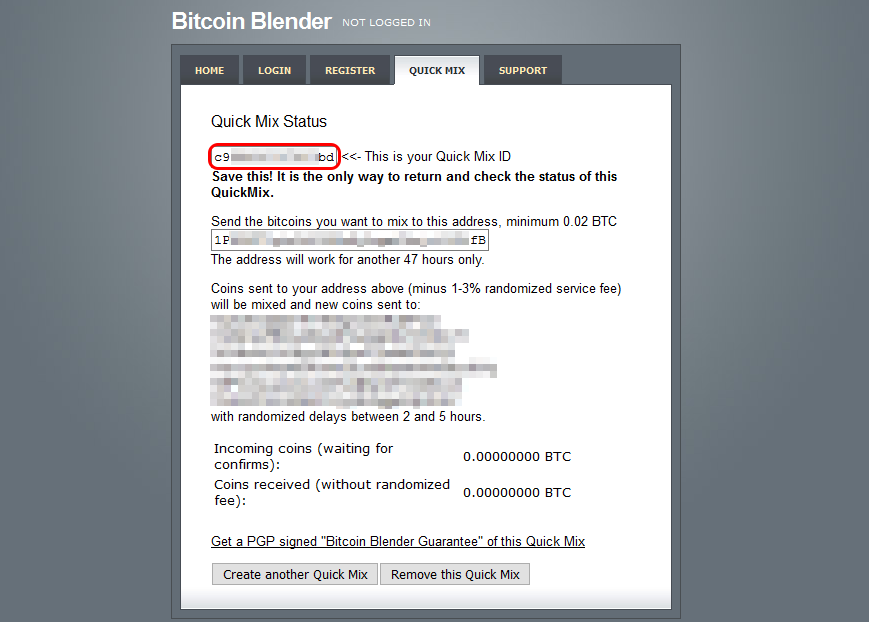 Bitcoin Blender NOT LOGGED IN
HOME LOGIN REGISTER QUICK MIX SUPPORT
Quick Mix Status
c9 bd <<- This is your Quick Mix ID
Save this! It is the only way to return and check the status of this
QuickMix.
Send the bitcoins you want to mix to this address, minimum 0.02 BTC
1P fB
The address will work for another 47 hours only.
Coins sent to your address above (minus 1-3% randomized service fee)
will be mixed and new coins sent to:
with randomized delays between 2 and 5 hours.
Incoming coins (waiting for
confirms): 0.00000000 BTC
Coins received (without randomized
fee): 0.00000000 BTC
Get a PGP signed "Bitcoin Blender Guarantee" of this Quick Mix
Create another Quick Mix Remove this Quick Mix